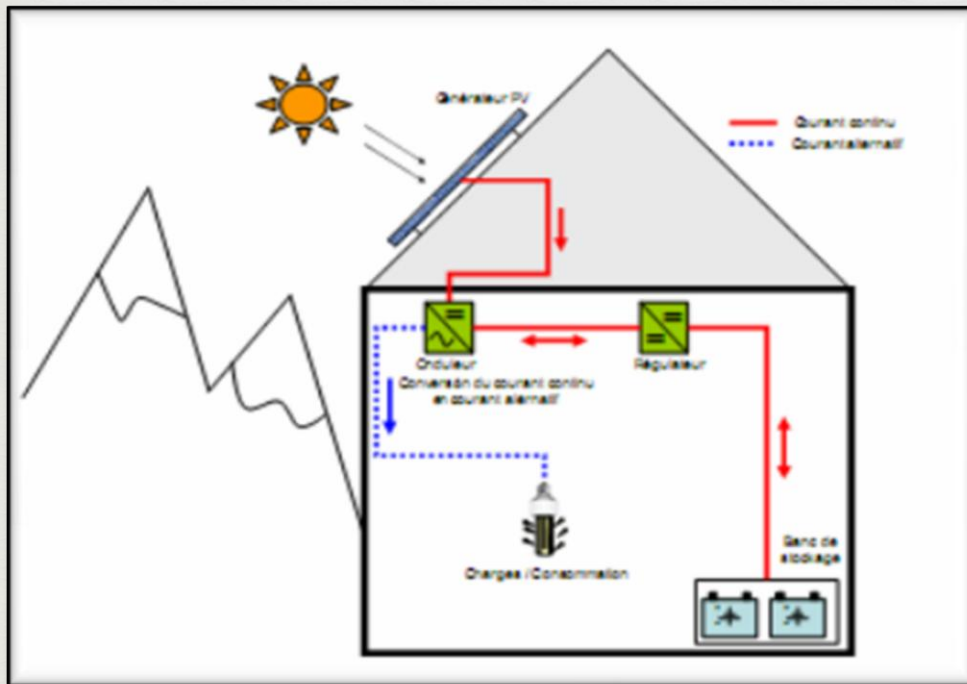 Générateur PV
Courant continu
Courant alternatif
Onduleur
Régulateur
Conversion du courant continu
en courant alternatif
Banc de
stockage
Charges / Consommation